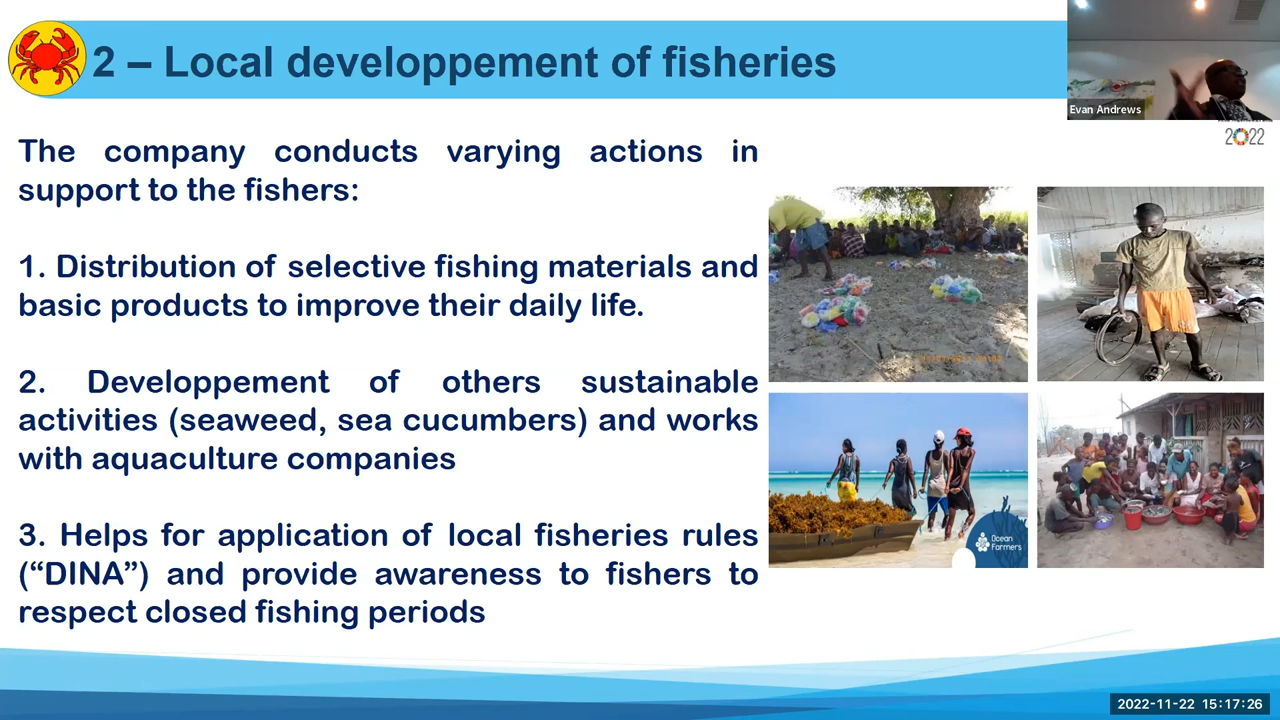 2 – Local developpement of fisheries
Evan Andrews
2022
The company conducts varying actions in
support to the fishers:
1. Distribution of selective fishing materials and
basic products to improve their daily life.
2. Developpement of others sustainable
activities (seaweed, sea cucumbers) and works
with aquaculture companies
3. Helps for application of local fisheries rules
(“DINA”) and provide awareness to fishers to
respect closed fishing periods
Ocean
Farmers
2022-11-22 15:17:26